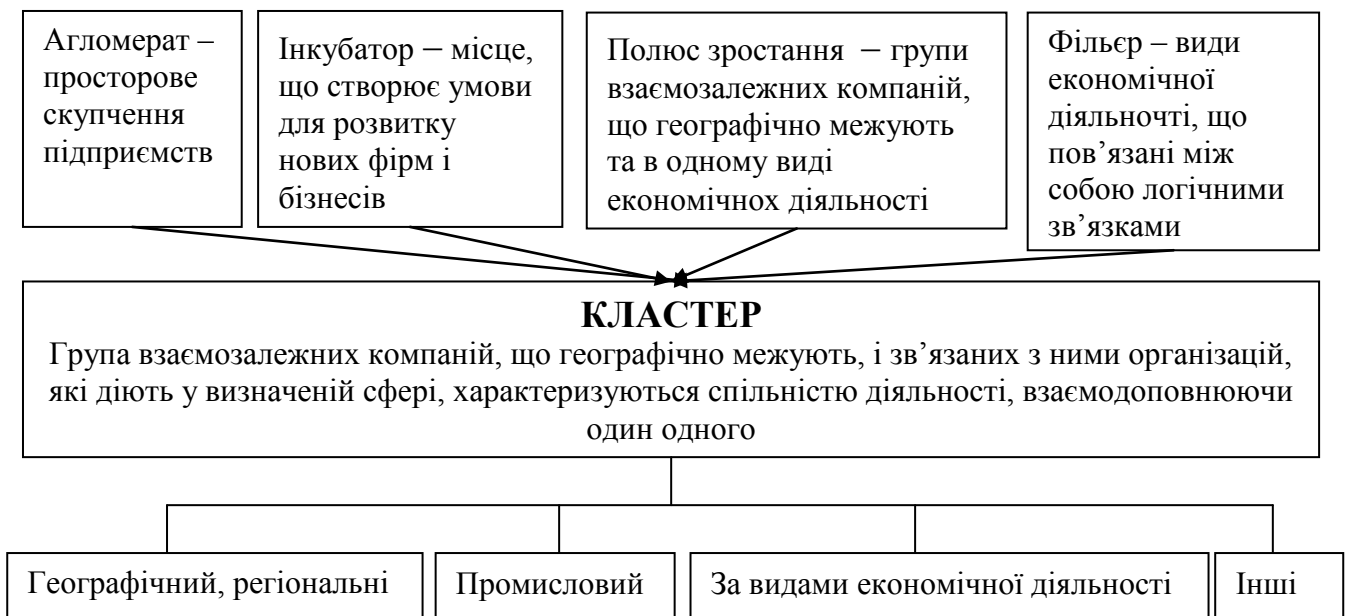 Агломерат –
просторове
скупчення
підприємств
Інкубатор – місце,
що створює умови
для розвитку
нових фірм і
бізнесів
Полюс зростання – групи
взаємозалежних компаній,
що географічно межують
та в одному виді
економічнох діяльності
Фільєр – види
економічної
діяльночті, що
пов’язані між
собою логічними
зв’язками
КЛАСТЕР
Група взаємозалежних компаній, що географічно межують, і зв’язаних з ними організацій,
які діють у визначеній сфері, характеризуються спільністю діяльності, взаємодоповнюючи
один одного
Географічний, регіональні
Промисловий
За видами економічної діяльності
Інші